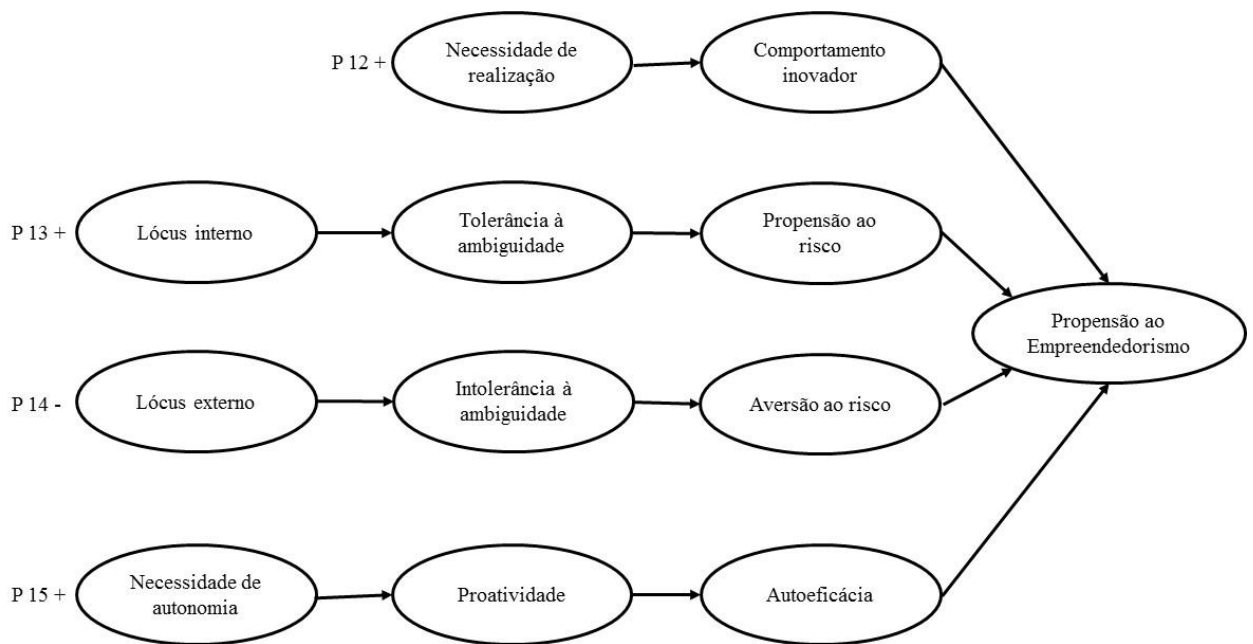 P 12 +
Necessidade de
realização
Comportamento
inovador
P 13 +
Lócus interno
Tolerância à
ambiguidade
Propensão ao
risco
Propensão ao
Empreendedorismo
P 14 -
Lócus externo
Intolerância à
ambiguidade
Aversão ao risco
P 15 +
Necessidade de
autonomia
Proatividade
Autoeficácia